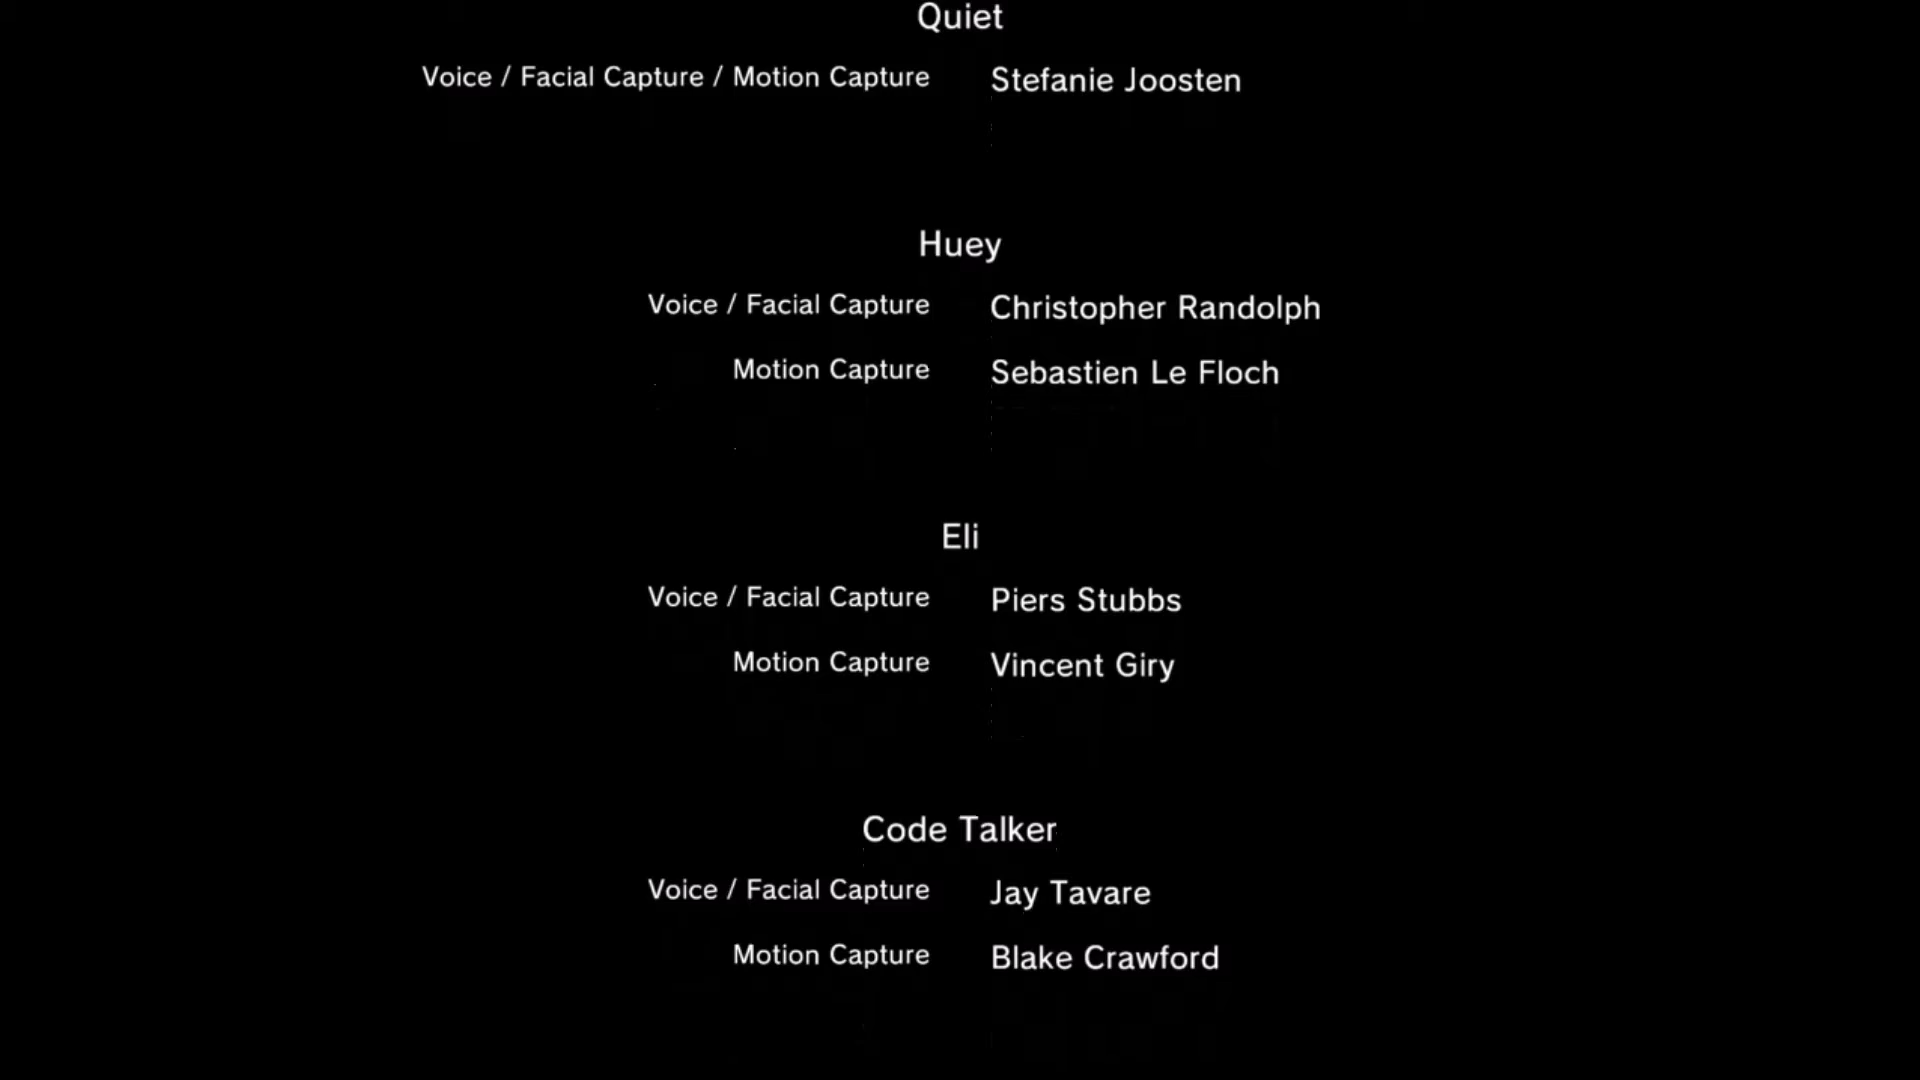 Quiet
Voice / Facial Capture / Motion Capture Stefanie Joosten
Huey
Voice / Facial Capture Christopher Randolph
Motion Capture Sebastien Le Floch
Eli
Voice / Facial Capture Piers Stubbs
Motion Capture Vincent Giry
Code Talker
Voice / Facial Capture Jay Tavare
Motion Capture Blake Crawford